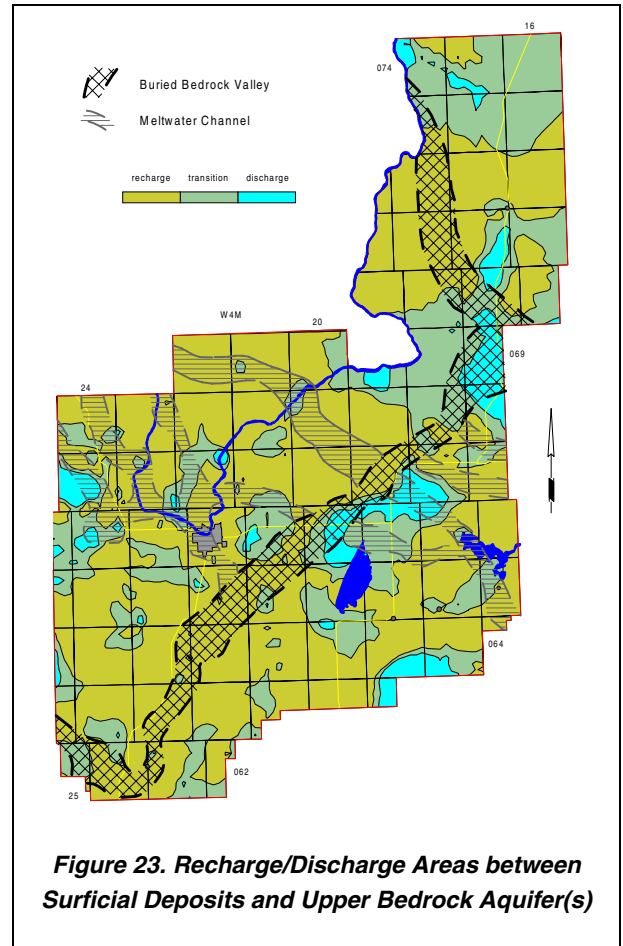 16
074
Buried Bedrock Valley
Meltwater Channel
recharge transition discharge
W4M
20
069
24
064
062
25
Figure 23. Recharge/Discharge Areas between
Surficial Deposits and Upper Bedrock Aquifer(s)